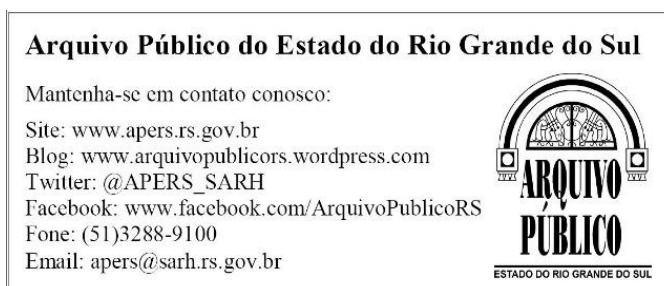 Arquivo Público do Estado do Rio Grande do Sul
Mantenha-se em contato conosco:
Site: www.apers.rs.gov.br
Blog: www.arquivopublicors.wordpress.com
Twitter: @APERS_SARH
Facebook: www.facebook.com/ArquivoPublicoRS
Fone: (51)3288-9100
Email: apers@sarh.rs.gov.br
ARQUIVO
PÚBLICO
ESTADO DO RIO GRANDE DO SUL